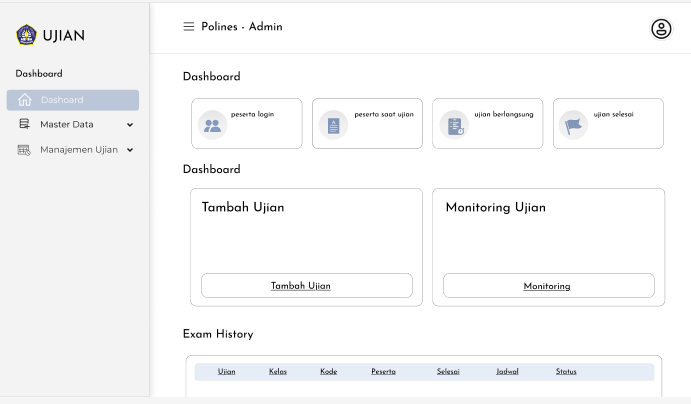 UJIAN
Polines - Admin
Dashboard
Dashoard
Master Data
Manajemen Ujian
Dashboard
peserta login
peserta saat ujian
ujian berlangsung
ujian selesai
Dashboard
Tambah Ujian
Tambah Ujian
Monitoring Ujian
Monitoring
Exam History
Ujian Kelas Kode Peserta Selesai Jadwal Status